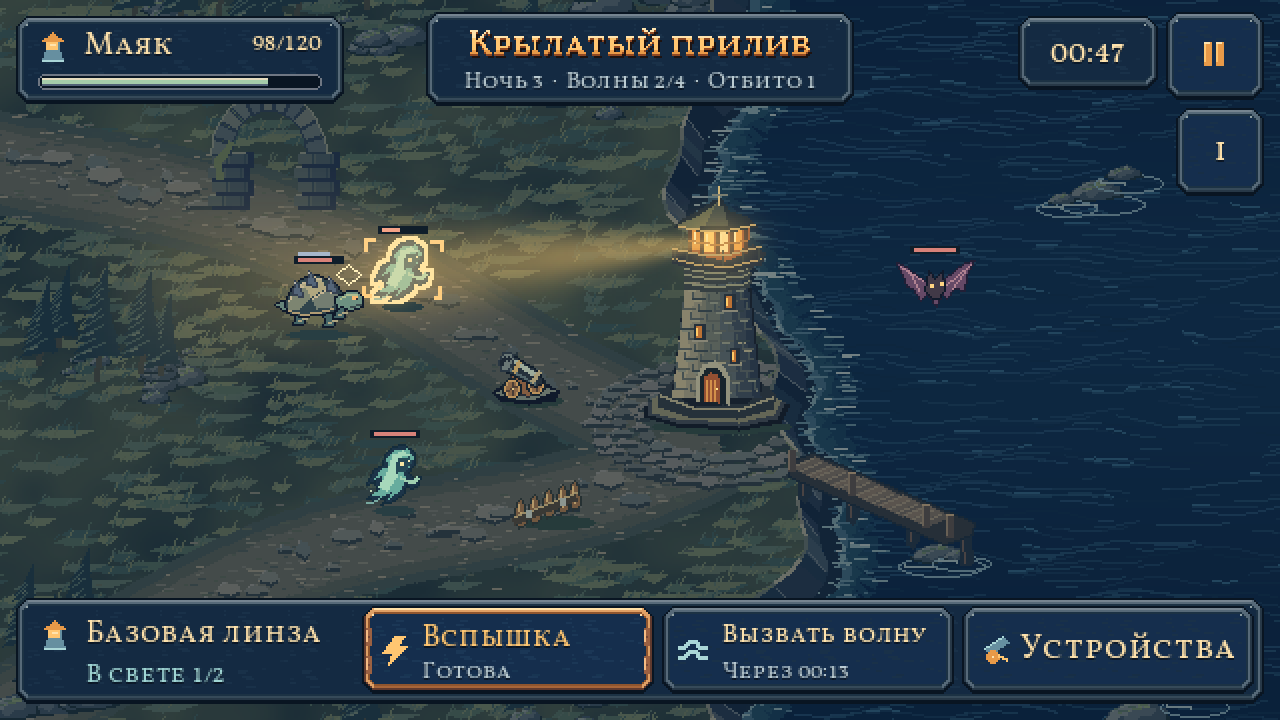 Маяк 98/120
Крылатый прилив
Ночь 3 · Волны 2/4 · Отбито 1
00:47
I
Базовая линза
В свете 1/2
Вспышка
Готова
Вызвать волну
Через 00:13
Устройства